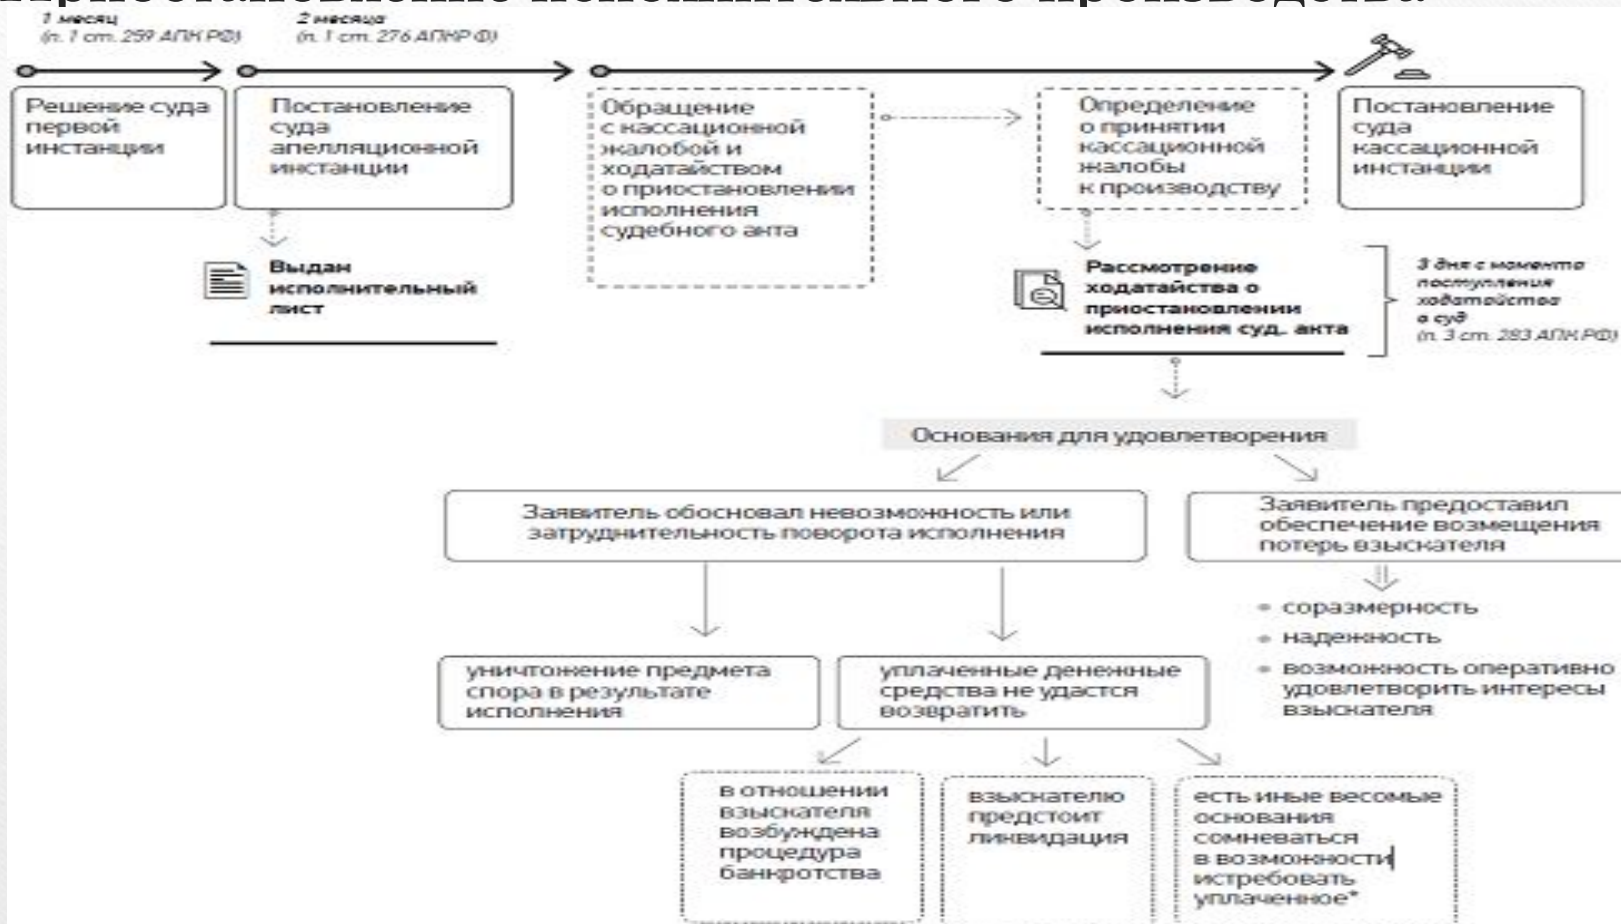 Приостановление исполнительного производства
1 месяц
(п. 1 ст. 259 АПК РФ)
2 месяца
(п. 1 ст. 276 АПКР Ф)
Решение суда
первой
инстанции
Постановление
суда
апелляционной
инстанции
Обращение
с кассационной
жалобой и
ходатайством
о приостановлении
исполнения
судебного акта
Определение
о принятии
кассационной
жалобы
к производству
Постановление
суда
кассационной
инстанции
Выдан
исполнительный
лист
Рассмотрение
ходатайства о
приостановлении
исполнения суд. акта
3 дня с момента
поступления
ходатайства
в суд
(п. 3 ст. 283 АПК РФ)
Основания для удовлетворения
Заявитель обосновал невозможность или
затруднительность поворота исполнения
Заявитель предоставил
обеспечение возмещения
потерь взыскателя
• соразмерность
• надежность
• возможность оперативно
удовлетворить интересы
взыскателя
уничтожение предмета
спора в результате
исполнения
уплаченные денежные
средства не удастся
возвратить
в отношении
взыскателя
возбуждена
процедура
банкротства
взыскателю
предстоит
ликвидация
есть иные весомые
основания
сомневаться
в возможности
истребовать
уплаченное*